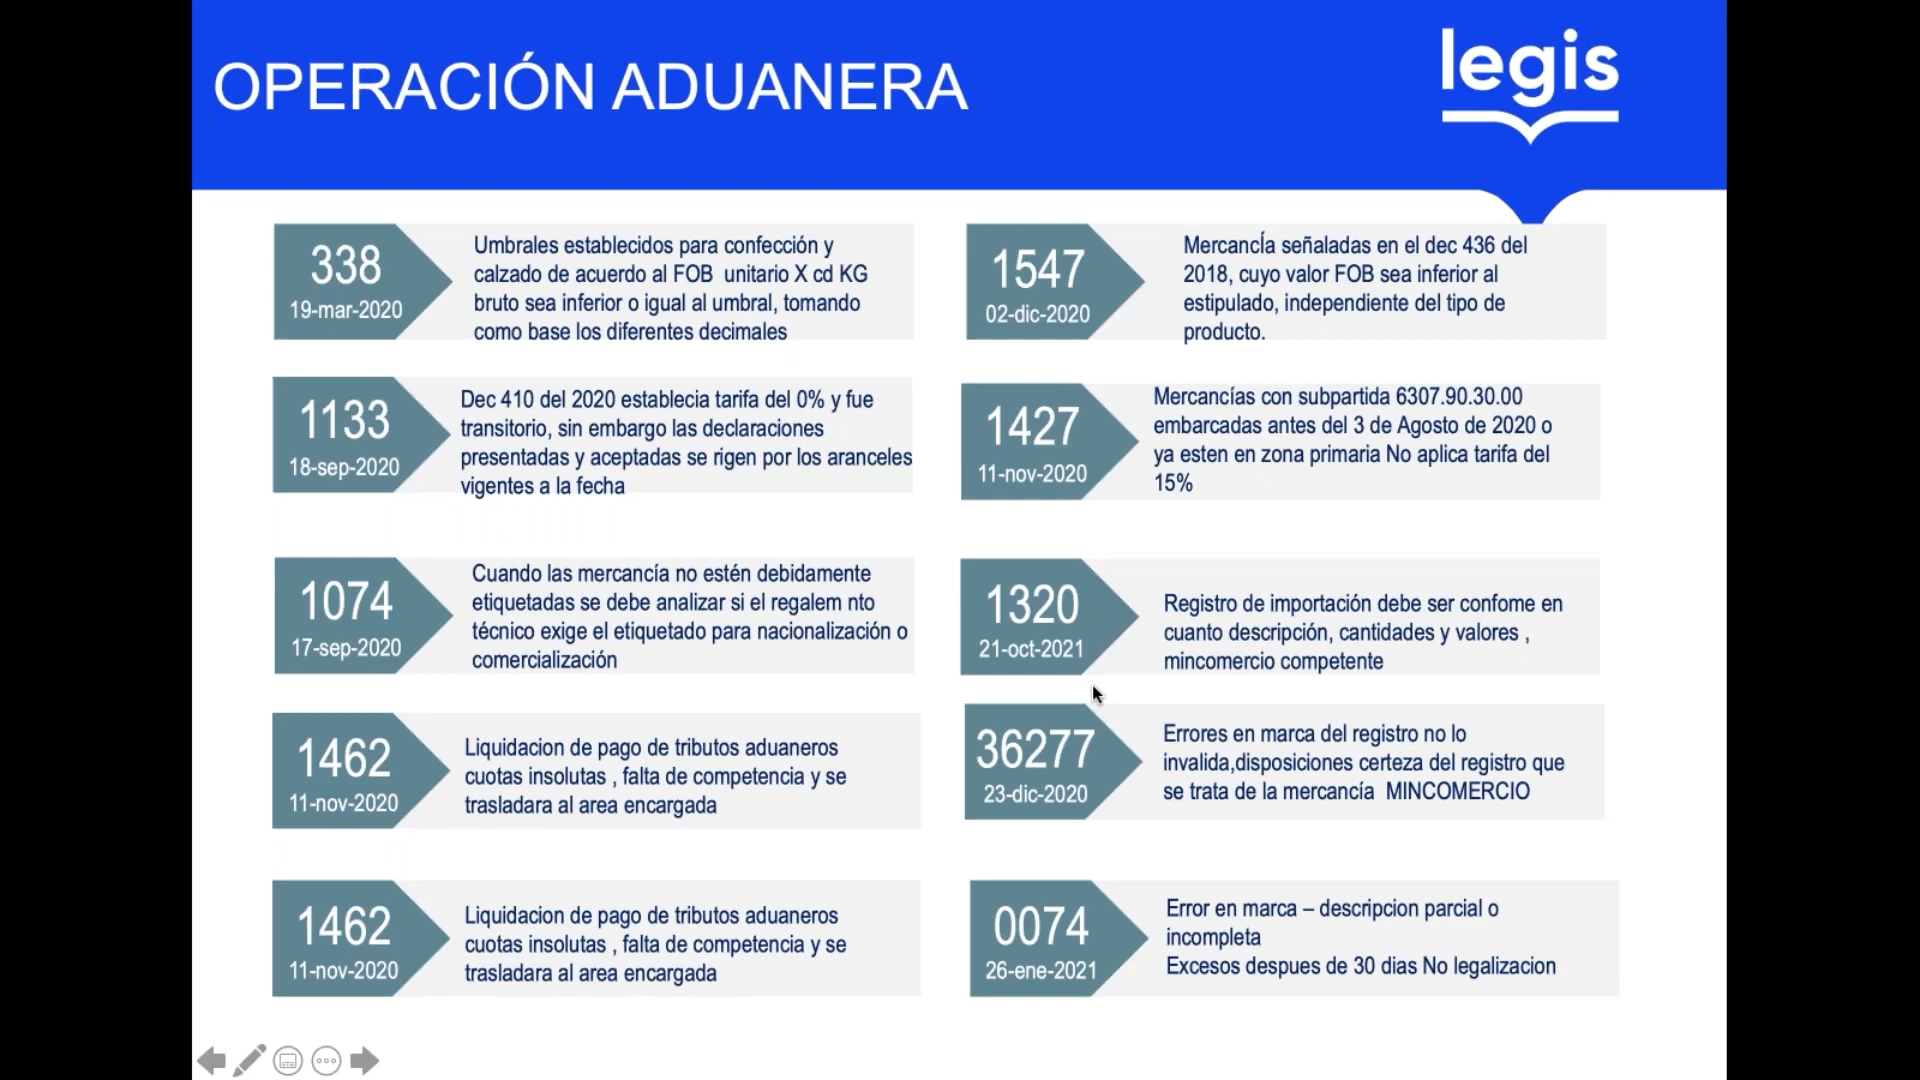 OPERACIÓN ADUANERA
legis
338
19-mar-2020
Umbrales establecidos para confección y
calzado de acuerdo al FOB unitario X cd KG
bruto sea inferior o igual al umbral, tomando
como base los diferentes decimales
1547
02-dic-2020
MercancÍa señaladas en el dec 436 del
2018, cuyo valor FOB sea inferior al
estipulado, independiente del tipo de
producto.
1133
18-sep-2020
Dec 410 del 2020 establecia tarifa del 0% y fue
transitorio, sin embargo las declaraciones
presentadas y aceptadas se rigen por los aranceles
vigentes a la fecha
1427
11-nov-2020
Mercancías con subpartida 6307.90.30.00
embarcadas antes del 3 de Agosto de 2020 o
ya esten en zona primaria No aplica tarifa del
15%
1074
17-sep-2020
Cuando las mercancía no estén debidamente
etiquetadas se debe analizar si el regalem nto
técnico exige el etiquetado para nacionalización o
comercialización
1320
21-oct-2021
Registro de importación debe ser confome en
cuanto descripción, cantidades y valores ,
mincomercio competente
1462
11-nov-2020
Liquidacion de pago de tributos aduaneros
cuotas insolutas , falta de competencia y se
trasladara al area encargada
36277
23-dic-2020
Errores en marca del registro no lo
invalida,disposiciones certeza del registro que
se trata de la mercancía MINCOMERCIO
1462
11-nov-2020
Liquidacion de pago de tributos aduaneros
cuotas insolutas , falta de competencia y se
trasladara al area encargada
0074
26-ene-2021
Error en marca – descripcion parcial o
incompleta
Excesos despues de 30 dias No legalizacion